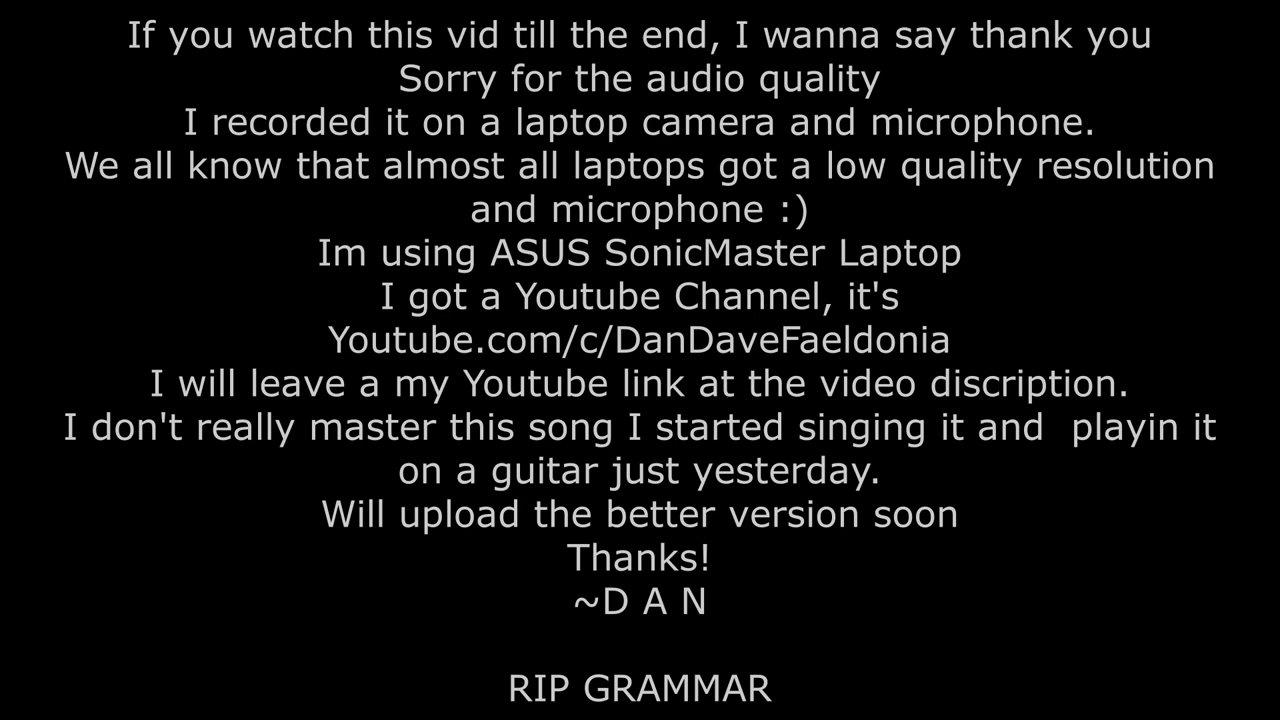 If you watch this vid till the end, I wanna say thank you
Sorry for the audio quality
I recorded it on a laptop camera and microphone.
We all know that almost all laptops got a low quality resolution
and microphone :)
Im using ASUS SonicMaster Laptop
I got a Youtube Channel, it's
Youtube.com/c/DanDaveFaeldonia
I will leave a my Youtube link at the video discription.
I don't really master this song I started singing it and  playin it
on a guitar just yesterday.
Will upload the better version soon
Thanks!
~D A N
RIP GRAMMAR